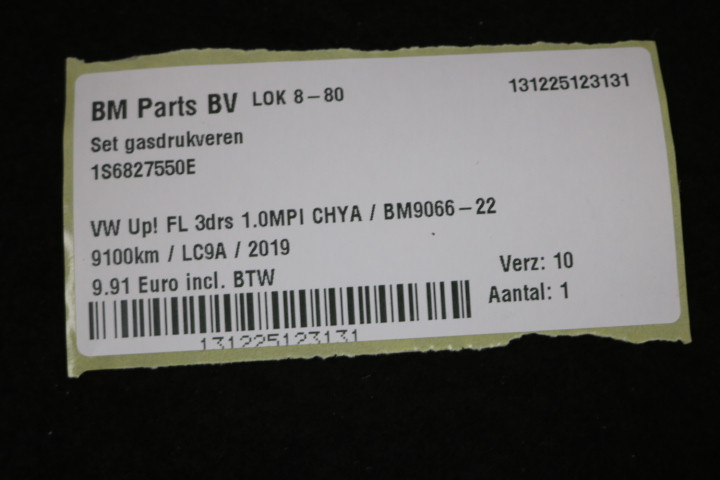 BM Parts BV LOK 8-80 131225123131
Set gasdrukveren
1S6827550E
VW Up! FL 3drs 1.0MPI CHYA / BM9066-22
9100km / LC9A / 2019
9.91 Euro incl. BTW
Verz: 10
Aantal: 1
131225123131